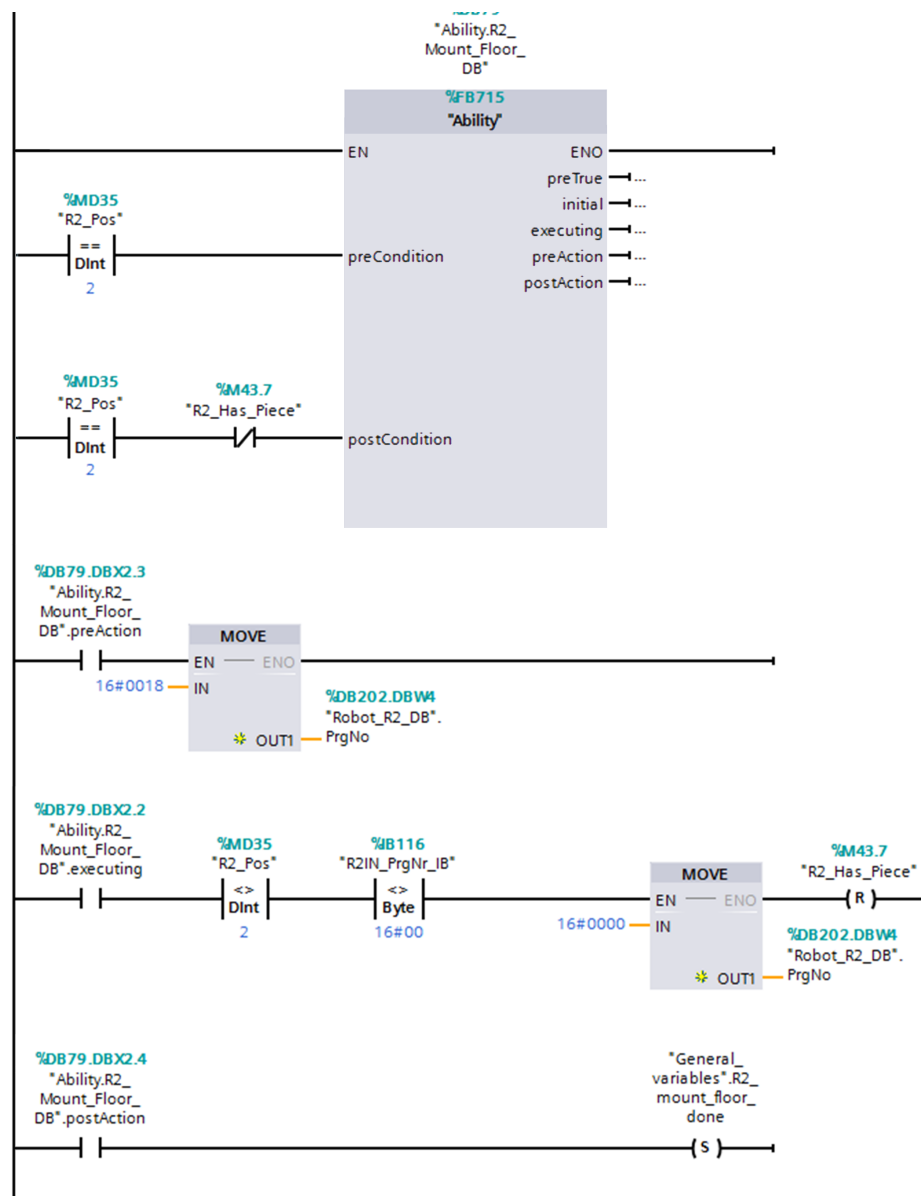 "Ability.R2_
Mount_Floor_
DB"
%FB715
"Ability"
EN
ENO
preTrue
...
initial
...
executing
...
%MD35
"R2_Pos"
==
DInt
2
preCondition
preAction
...
postAction
...
%MD35
"R2_Pos"
==
DInt
2
%M43.7
"R2_Has_Piece"
postCondition
%DB79.DBX2.3
"Ability.R2_
Mount_Floor_
DB".preAction
MOVE
EN
ENO
16#0018
IN
OUT1
%DB202.DBW4
"Robot_R2_DB".
PrgNo
%DB79.DBX2.2
"Ability.R2_
Mount_Floor_
DB".executing
%MD35
"R2_Pos"
<>
DInt
2
%IB116
"R2IN_PrgNr_IB"
<>
Byte
16#00
MOVE
EN
ENO
16#0000
IN
OUT1
%M43.7
"R2_Has_Piece"
R
%DB202.DBW4
"Robot_R2_DB".
PrgNo
%DB79.DBX2.4
"Ability.R2_
Mount_Floor_
DB".postAction
"General_
variables".R2_
mount_floor_
done
S